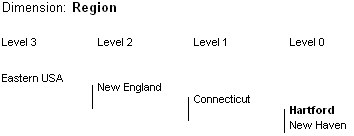 Dimension: Region
Level 3 Level 2 Level 1 Level 0
Eastern USA
New England
Connecticut
Hartford
New Haven